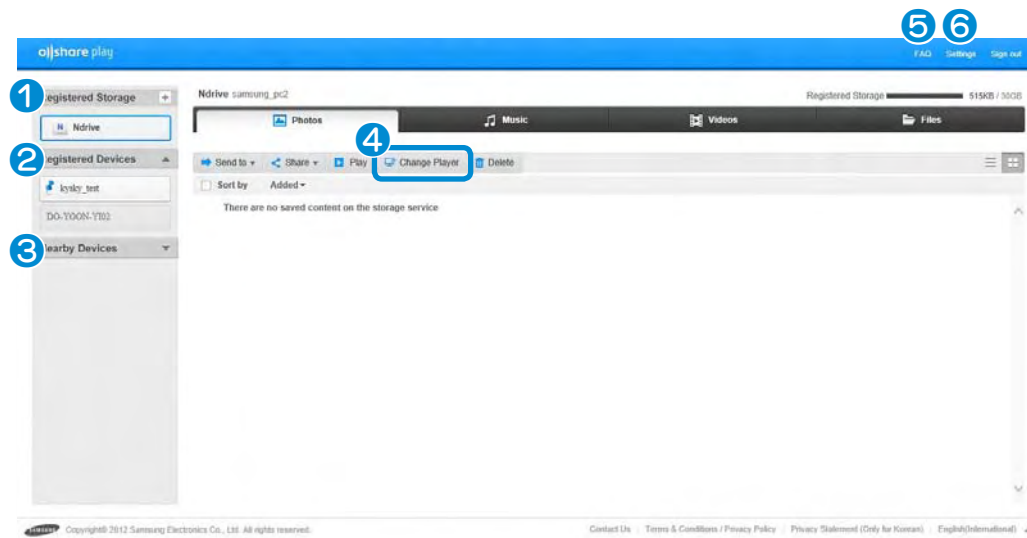 5 6
allshare play
FAQ Settings Sign out
1 egistered Storage +
Ndrive samsung_pc2
Registered Storage 515KB / 30GB
N Ndrive
Photos
Music
Videos
Files
4
2 egistered Devices
Send to Share Play Change Player Delete
kysky_test
Sort by Added
DO-YOON-YI02
There are no saved content on the storage service
3 earby Devices
SAMSUNG Copyright© 2012 Samsung Electronics Co., Ltd. All rights reserved.
Contact Us Terms & Conditions / Privacy Policy Privacy Statement (Only for Korean) English(International)